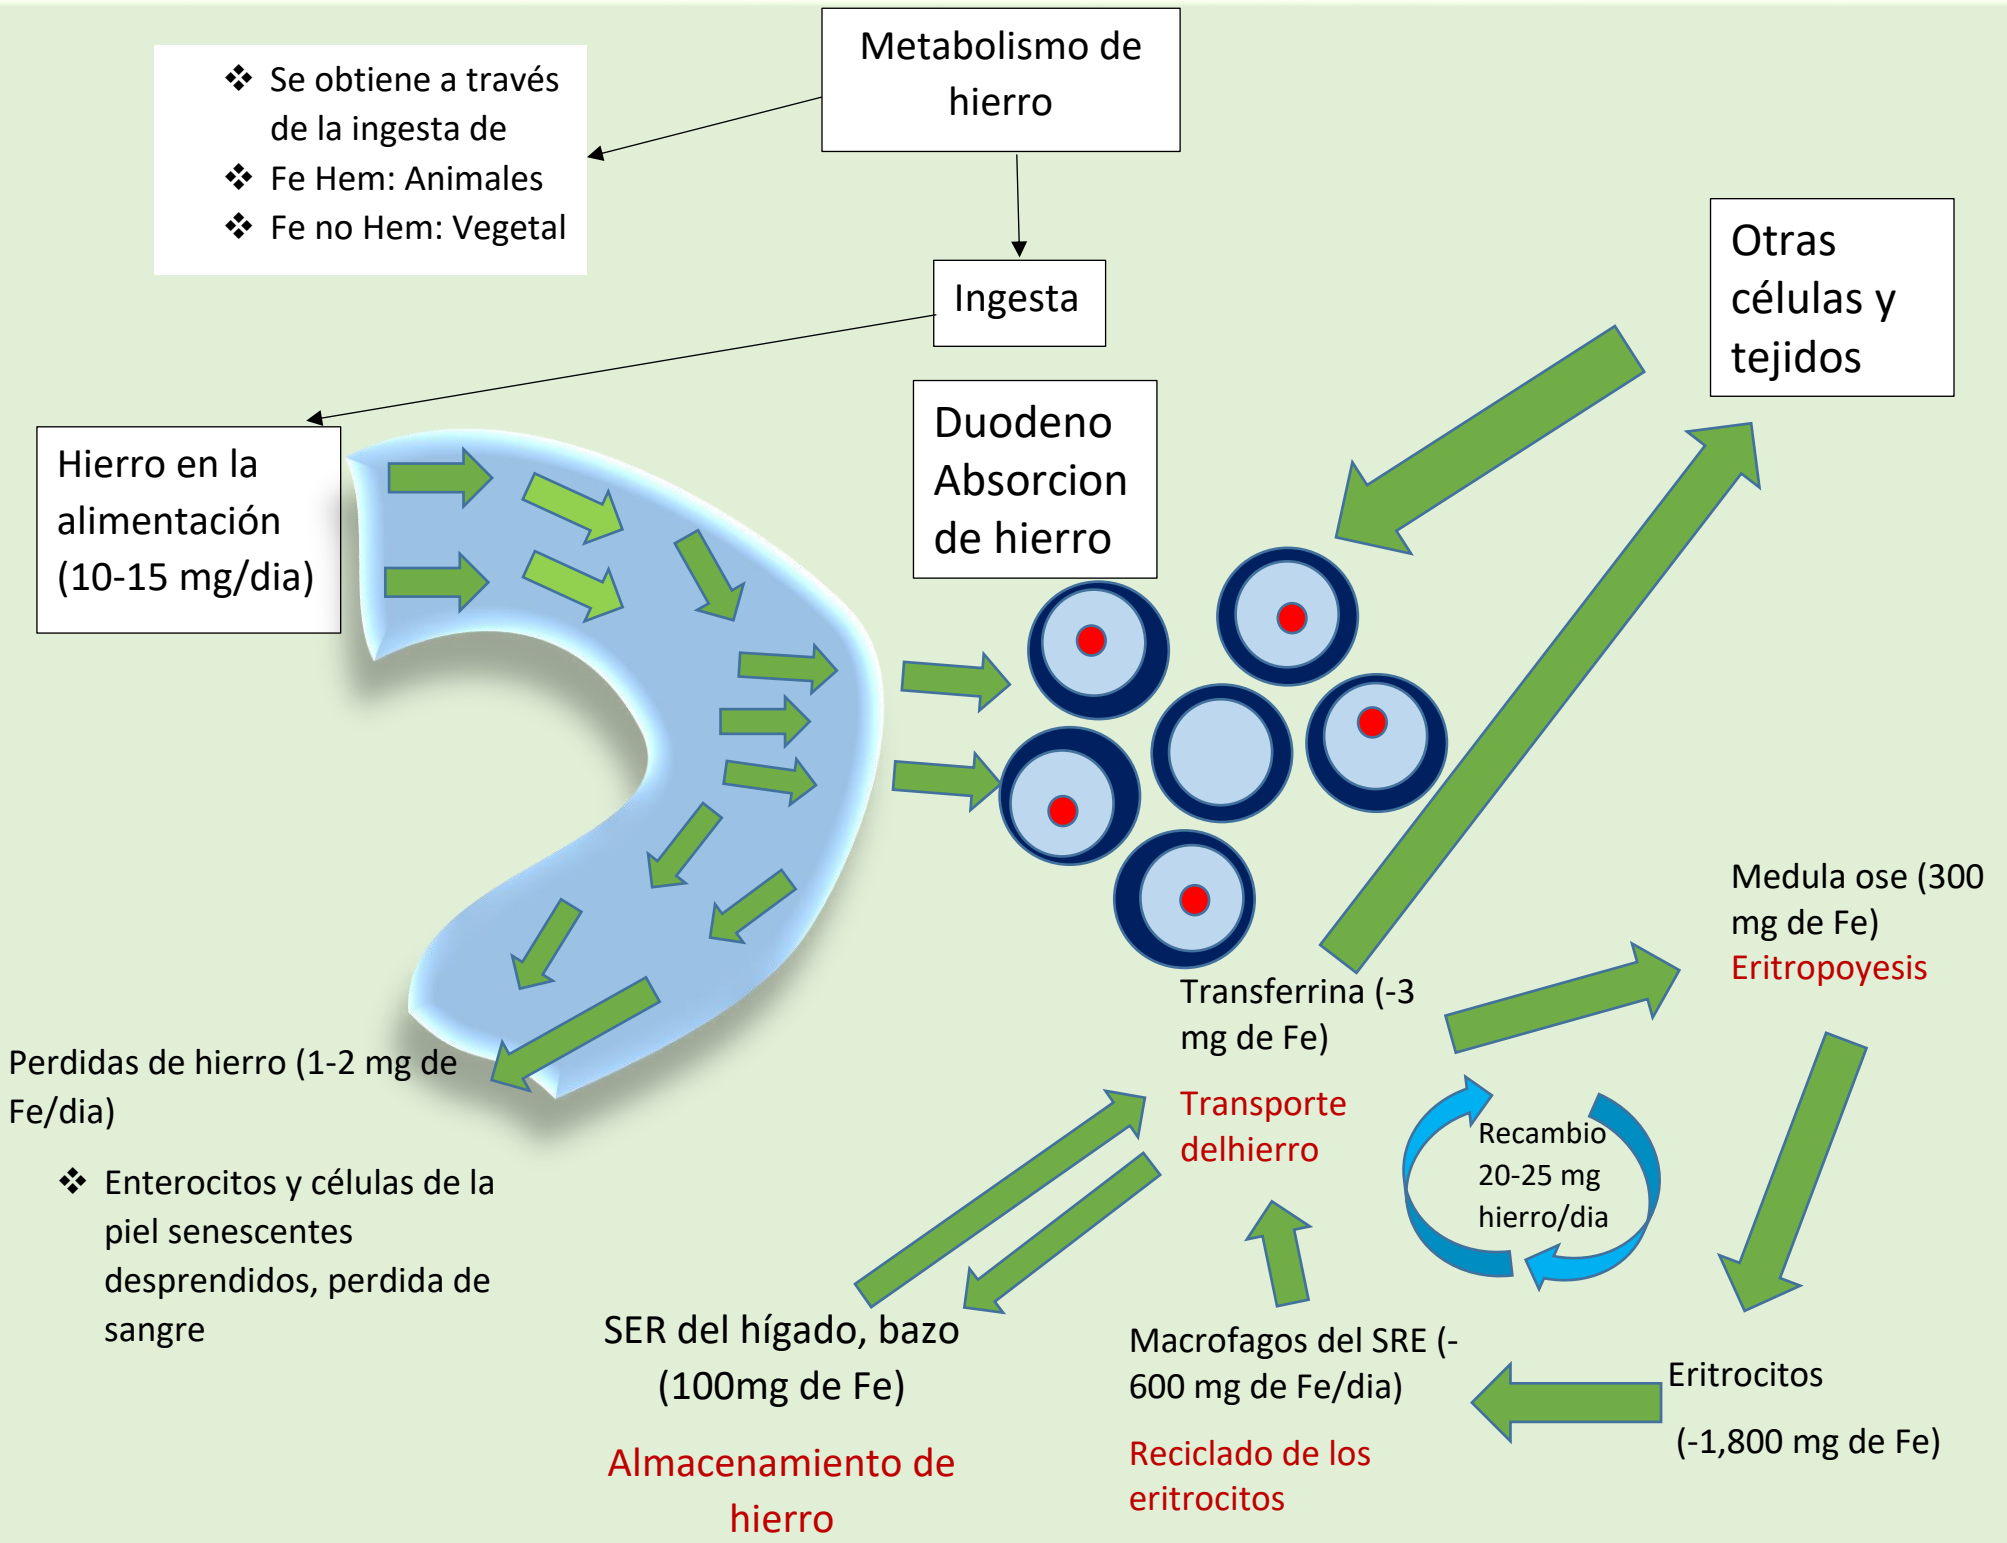 Metabolismo de
hierro
❖ Se obtiene a través
de la ingesta de
❖ Fe Hem: Animales
❖ Fe no Hem: Vegetal
Ingesta
Otras
células y
tejidos
Duodeno
Absorcion
de hierro
Hierro en la
alimentación
(10-15 mg/dia)
Medula ose (300
mg de Fe)
Eritropoyesis
Transferrina (-3
mg de Fe)
Transporte
delhierro
Perdidas de hierro (1-2 mg de
Fe/dia)
❖ Enterocitos y células de la
piel senescentes
desprendidos, perdida de
sangre
Recambio
20-25 mg
hierro/dia
SER del hígado, bazo
(100mg de Fe)
Almacenamiento de
hierro
Macrofagos del SRE (-
600 mg de Fe/dia)
Reciclado de los
eritrocitos
Eritrocitos
(-1,800 mg de Fe)